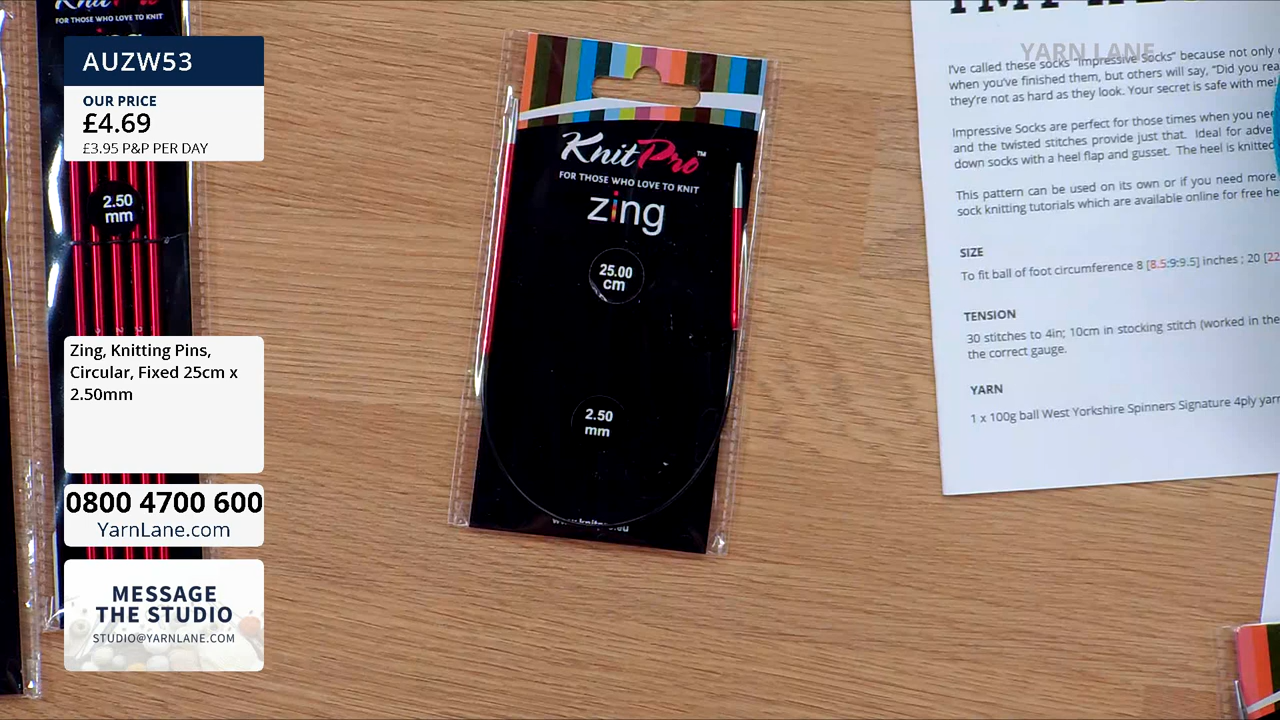 FOR THOSE WHO LOVE TO KNIT
AUZW53
OUR PRICE
£4.69
£3.95 P&P PER DAY
2.50
mm
Zing, Knitting Pins,
Circular, Fixed 25cm x
2.50mm
0800 4700 600
YarnLane.com
MESSAGE
THE STUDIO
STUDIO@YARNLANE.COM
KnitPro™
FOR THOSE WHO LOVE TO KNIT
zing
25.00
cm
2.50
mm
YARN LANE
I've called these socks "Impressive Socks" because not only
when you've finished them, but others will say, "Did you
they're not as hard as they look. Your secret is safe with
Impressive Socks are perfect for those times when you
and the twisted stitches provide just that. Ideal for
down socks with a heel flap and gusset. The heel is knitted
This pattern can be used on its own or if you need more
sock knitting tutorials which are available online for free
SIZE
To fit ball of foot circumference 8 [8.5:9:9.5] inches ; 20
TENSION
30 stitches to 4in; 10cm in stocking stitch (worked in the
the correct gauge.
YARN
1 x 100g ball West Yorkshire Spinners Signature 4ply